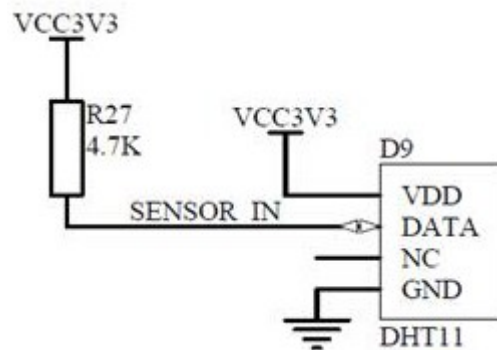 VCC3V3
R27
4.7K
VCC3V3
D9
VDD
SENSOR IN
DATA
NC
GND
DHT11